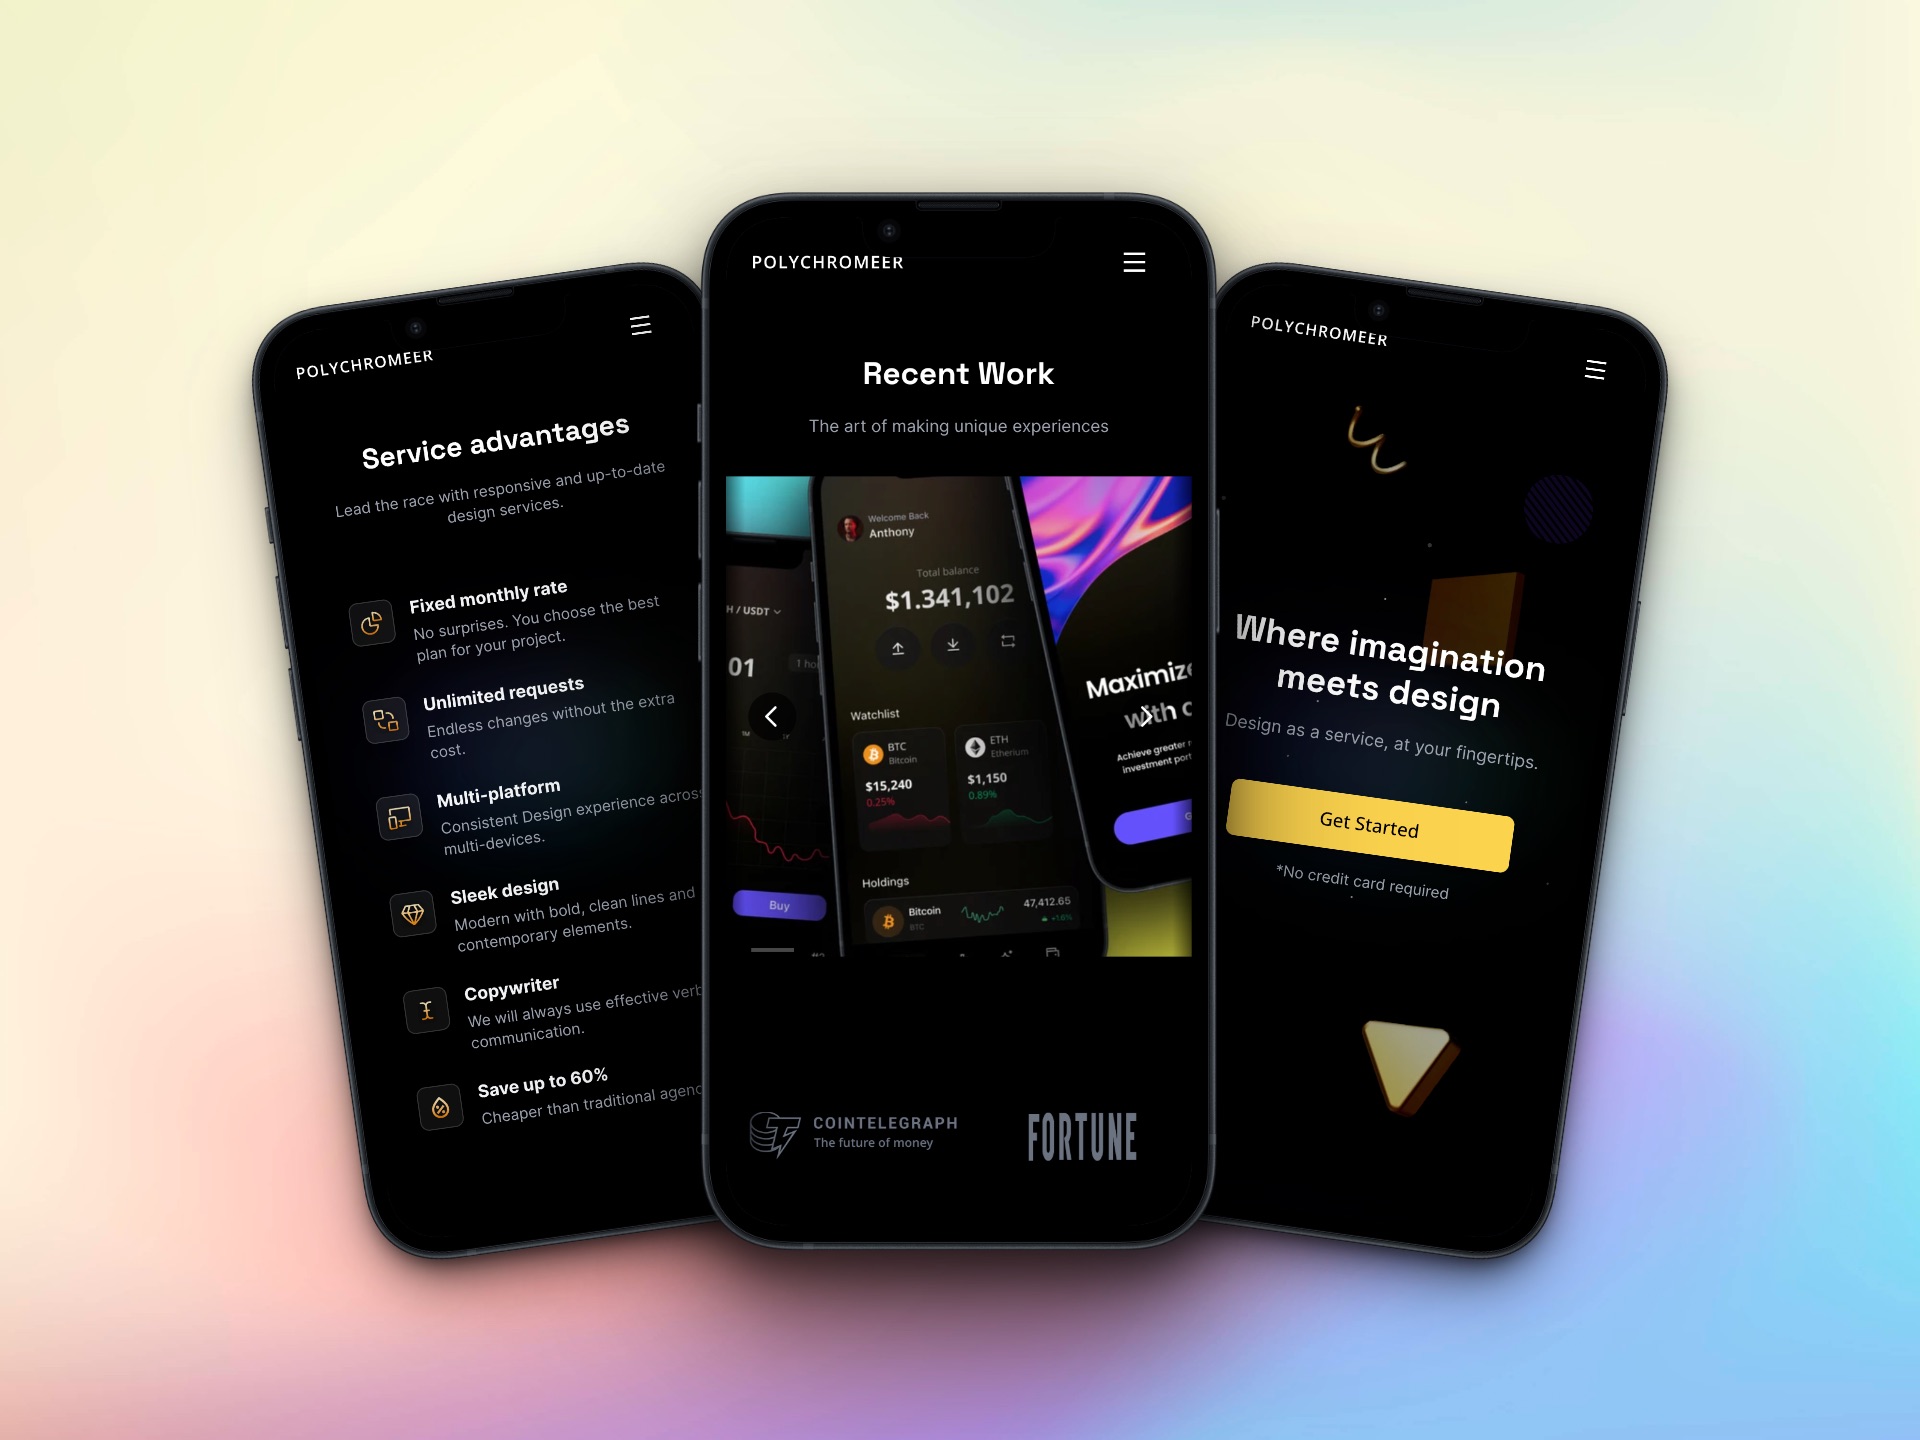 POLYCHROMEER
Service advantages
Lead the race with responsive and up-to-date
design services.
Fixed monthly rate
No surprises. You choose the best
plan for your project.
Unlimited requests
Endless changes without the extra
cost.
Multi-platform
Consistent Design experience across
multi-devices.
Sleek design
Modern with bold, clean lines and
contemporary elements.
Copywriter
We will always use effective verb
communication.
Save up to 60%
Cheaper than traditional agenc
POLYCHROMEER
Recent Work
The art of making unique experiences
H / USDT
01
1 ho
Buy
Welcome Back
Anthony
Total balance
$1.341,102
Watchlist
BTC
Bitcoin
$15,240
0.25%
ETH
Ethereum
$1,150
0.89%
Holdings
Bitcoin
BTC
47,412.65
+1.6%
Maximize
with
Achieve greater
investment port
G
COINTELEGRAPH
The future of money
FORTUNE
POLYCHROMEER
Where imagination
meets design
Design as a service, at your fingertips.
Get Started
*No credit card required